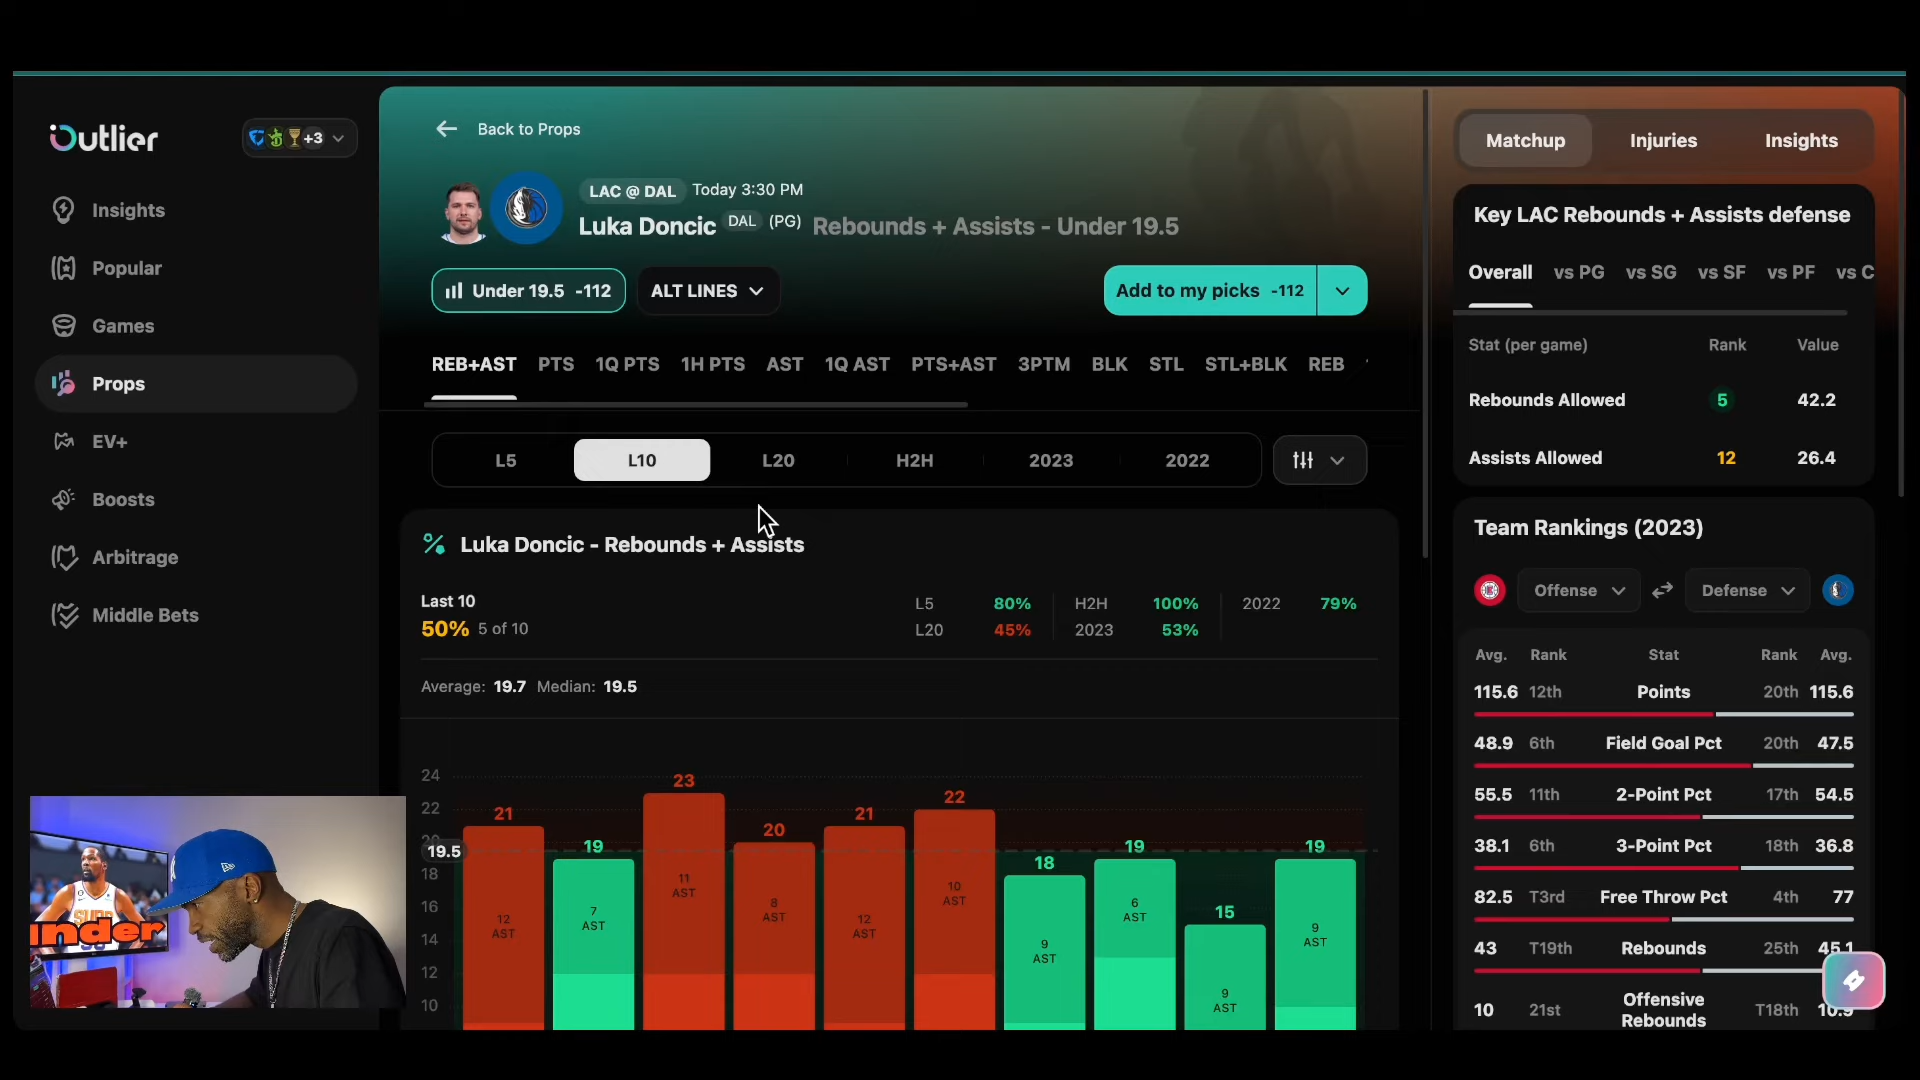 Outlier
+3
Insights
Popular
Games
Props
EV+
Boosts
Arbitrage
Middle Bets
Back to Props
LAC @ DAL Today 3:30 PM
Luka Doncic DAL (PG) Rebounds + Assists - Under 19.5
Under 19.5 -112 ALT LINES
Add to my picks -112
REB+AST PTS 1Q PTS 1H PTS AST 1Q AST PTS+AST 3PTM BLK STL STL+BLK REB
L5 L10 L20 H2H 2023 2022
Luka Doncic - Rebounds + Assists
Last 10
50% 5 of 10
L5 80% H2H 100% 2022 79%
L20 45% 2023 53%
Average: 19.7 Median: 19.5
24
22
19.5
18
16
14
12
10
21
19
23
20
21
22
18
19
15
19
12 AST
7 AST
11 AST
8 AST
12 AST
10 AST
9 AST
6 AST
9 AST
9 AST
Matchup Injuries Insights
Key LAC Rebounds + Assists defense
Overall vs PG vs SG vs SF vs PF vs C
Stat (per game) Rank Value
Rebounds Allowed 5 42.2
Assists Allowed 12 26.4
Team Rankings (2023)
Offense Defense
Avg. Rank Stat Rank Avg.
115.6 12th Points 20th 115.6
48.9 6th Field Goal Pct 20th 47.5
55.5 11th 2-Point Pct 17th 54.5
38.1 6th 3-Point Pct 18th 36.8
82.5 T3rd Free Throw Pct 4th 77
43 T19th Rebounds 25th 45.1
10 21st Offensive Rebounds T18th 10.9
SUNS
under